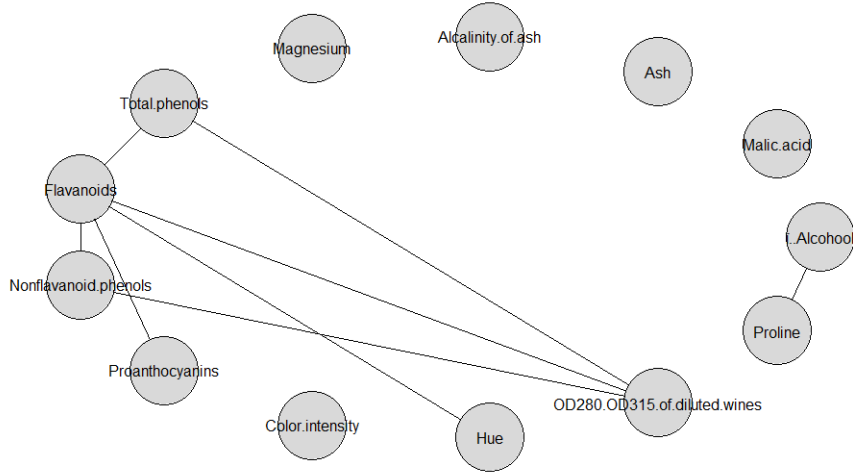 Alcalinity.of.ash
Magnesium
Ash
Total.phenols
Malic.acid
Flavanoids
ï..Alcohool
Nonflavanoid.phenols
Proline
Proanthocyanins
OD280.OD315.of.diluted.wines
Color.intensity
Hue